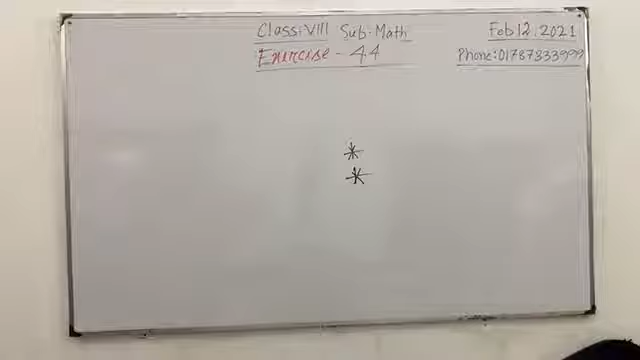 Class:VIII Sub-Math
Exercise - 4.4
Feb 12, 2021
Phone:01787833999
*
*